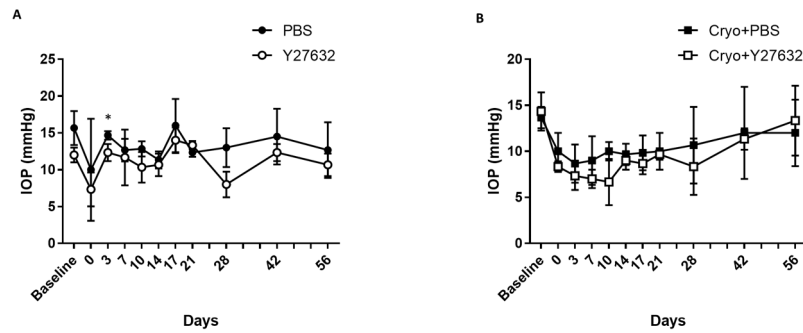 A
PBS
Y27632
25
20
15
10
5
0
IOP (mmHg)
*
Baseline
0
3
7
10
14
17
21
28
42
56
Days
B
Cryo+PBS
Cryo+Y27632
20
15
10
5
0
IOP (mmHg)
Baseline
0
3
7
10
14
17
21
28
42
56
Days